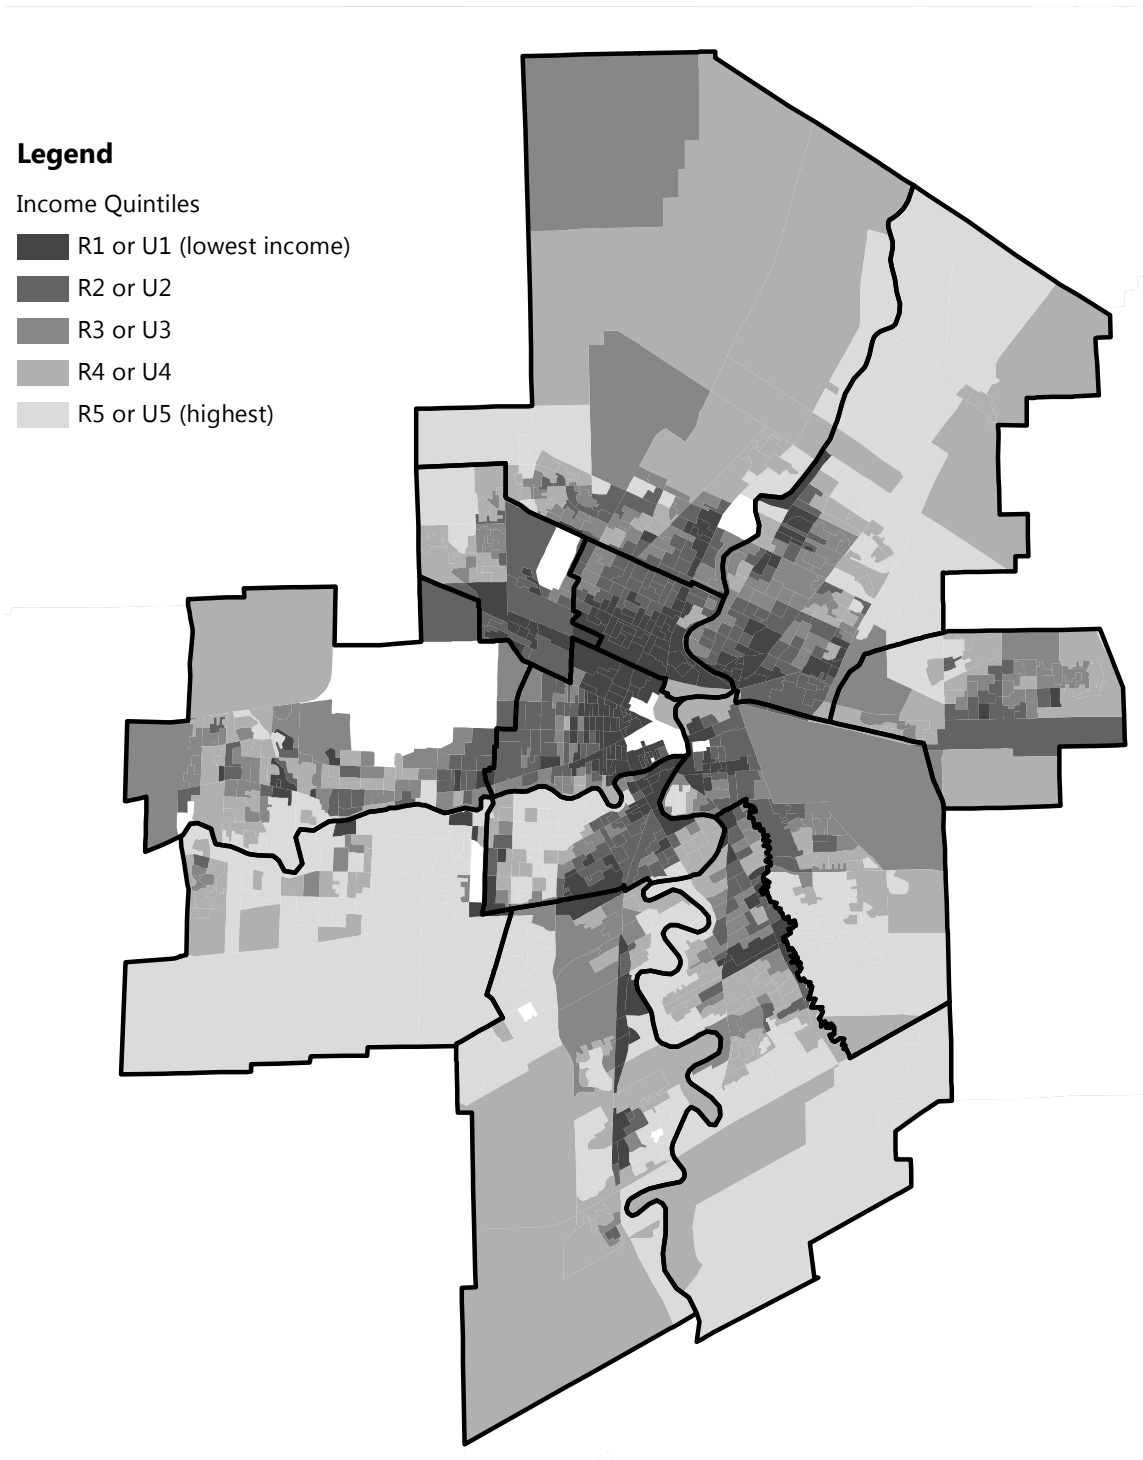 Legend
Income Quintiles
R1 or U1 (lowest income)
R2 or U2
R3 or U3
R4 or U4
R5 or U5 (highest)